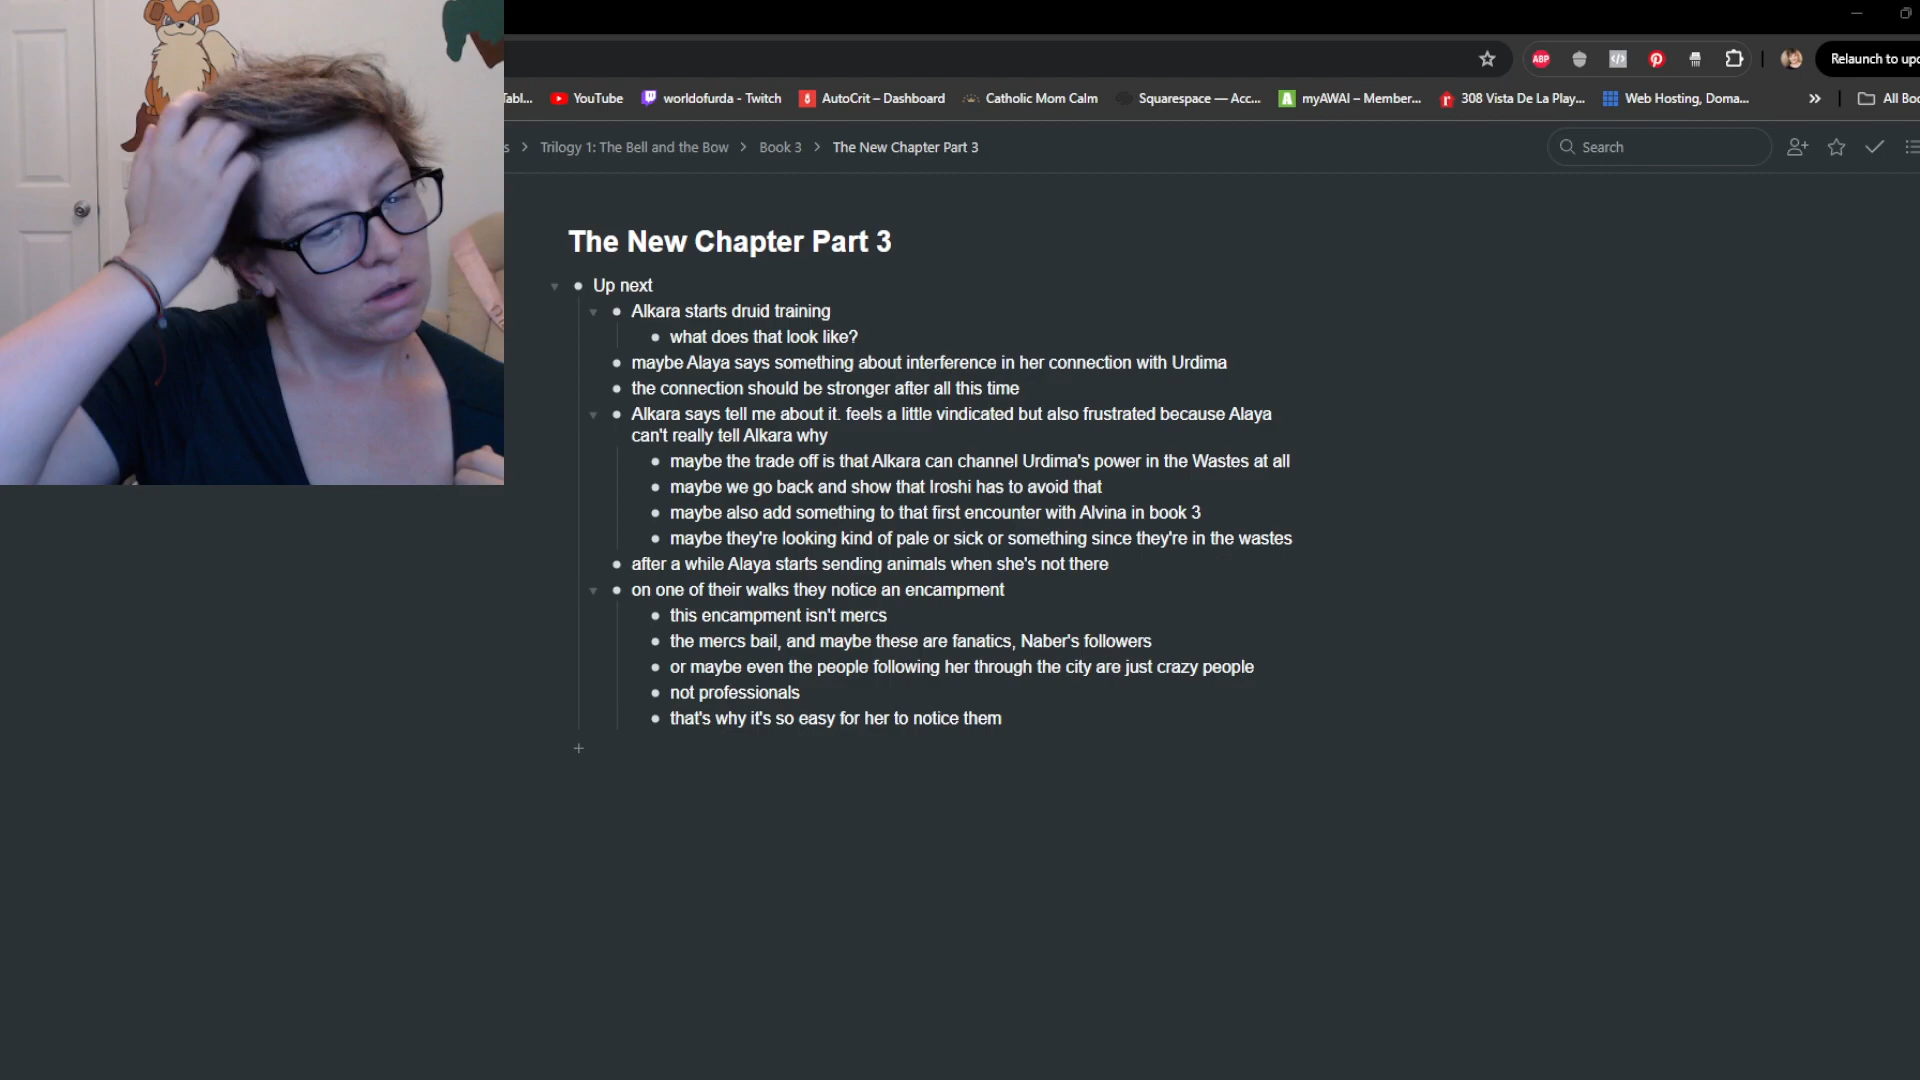 Relaunch to upd
YouTube
worldofurda - Twitch
AutoCrit – Dashboard
Catholic Mom Calm
Squarespace — Acc...
myAWAI – Member...
308 Vista De La Play...
Web Hosting, Doma...
» All Boo
s > Trilogy 1: The Bell and the Bow > Book 3 > The New Chapter Part 3
Search
The New Chapter Part 3
Up next
Alkara starts druid training
what does that look like?
maybe Alaya says something about interference in her connection with Urdima
the connection should be stronger after all this time
Alkara says tell me about it. feels a little vindicated but also frustrated because Alaya
can't really tell Alkara why
maybe the trade off is that Alkara can channel Urdima's power in the Wastes at all
maybe we go back and show that Iroshi has to avoid that
maybe also add something to that first encounter with Alvina in book 3
maybe they're looking kind of pale or sick or something since they're in the wastes
after a while Alaya starts sending animals when she's not there
on one of their walks they notice an encampment
this encampment isn't mercs
the mercs bail, and maybe these are fanatics, Naber's followers
or maybe even the people following her through the city are just crazy people
not professionals
that's why it's so easy for her to notice them